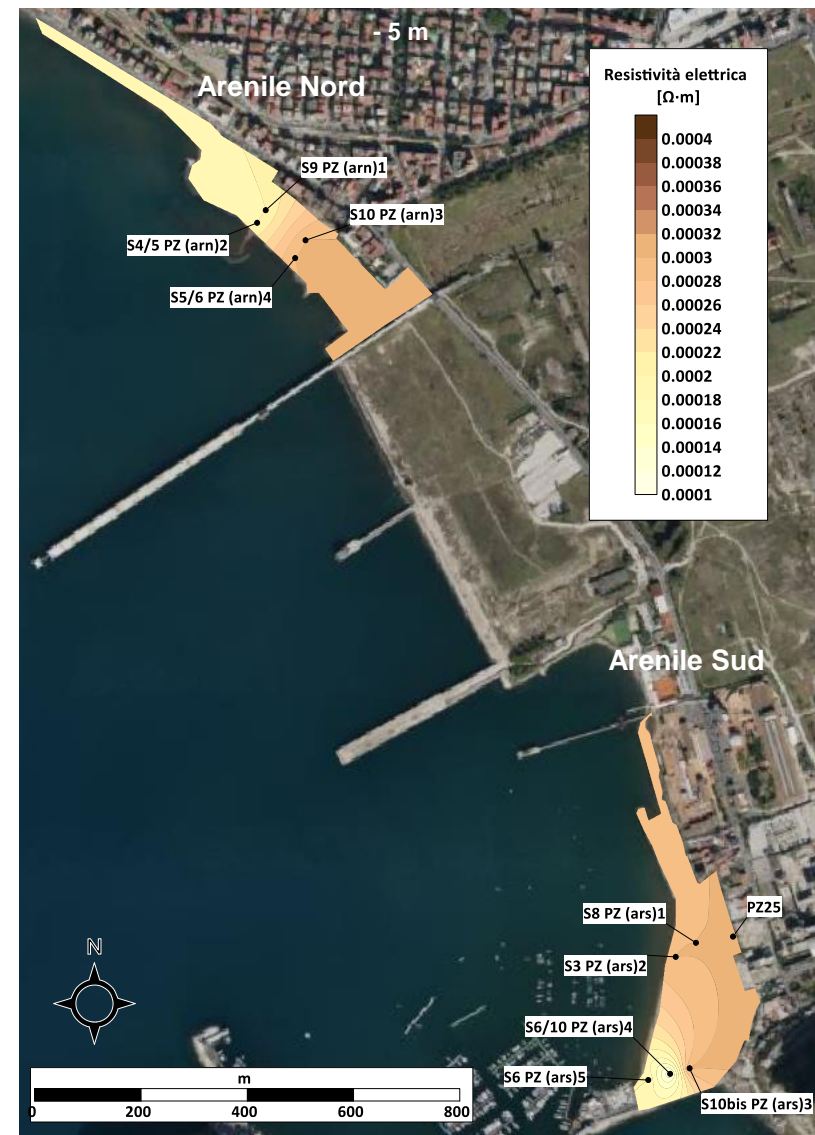 - 5 m
Arenile Nord
Resistività elettrica
[Ω·m]
0.0004
0.00038
0.00036
0.00034
0.00032
0.0003
0.00028
0.00026
0.00024
0.00022
0.0002
0.00018
0.00016
0.00014
0.00012
0.0001
S9 PZ (arn)1
S10 PZ (arn)3
S4/5 PZ (arn)2
S5/6 PZ (arn)4
Arenile Sud
S8 PZ (ars)1
PZ25
S3 PZ (ars)2
S6/10 PZ (ars)4
S6 PZ (ars)5
S10bis PZ (ars)3
N
m
0 200 400 600 800